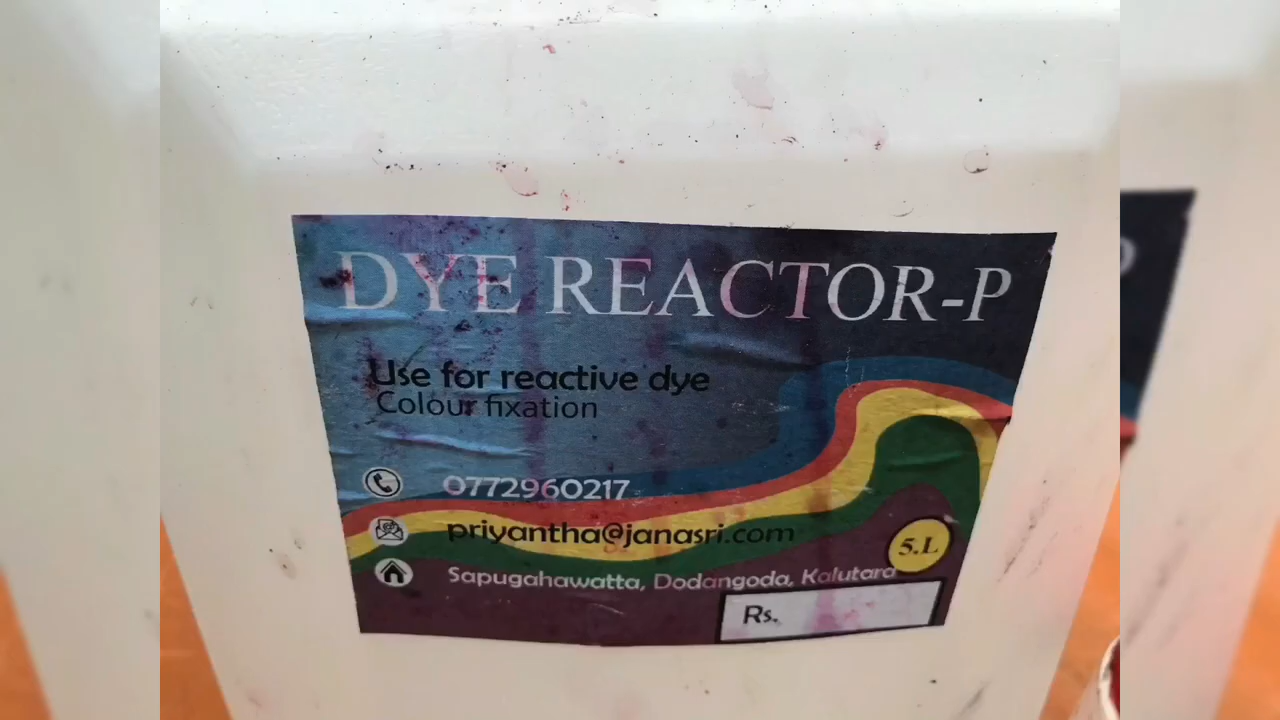 DYE REACTOR-P
Use for reactive dye
Colour fixation
0772960217
priyantha@janasri.com
5.L
Sapugahawatta, Dodangoda, Kalutara
Rs.